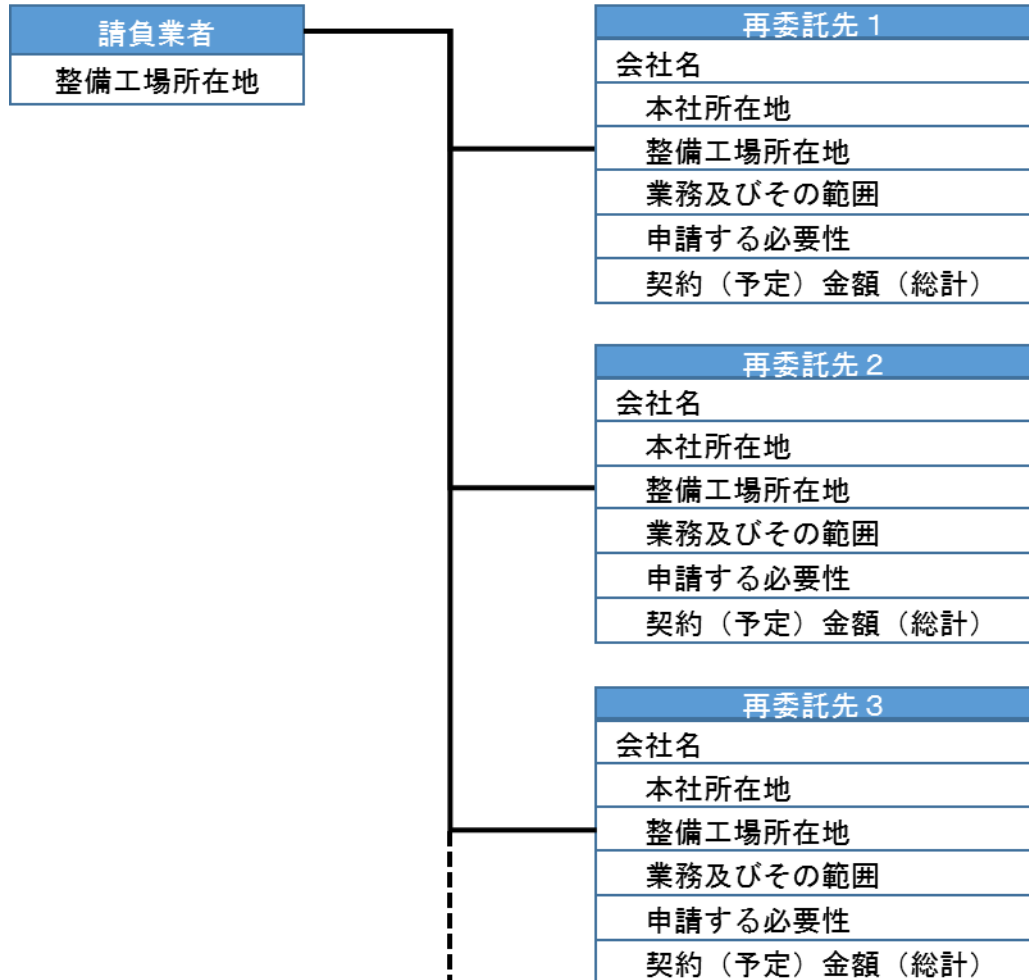 請負業者
整備工場所在地
再委託先１
会社名
本社所在地
整備工場所在地
業務及びその範囲
申請する必要性
契約（予定）金額（総計）
再委託先２
会社名
本社所在地
整備工場所在地
業務及びその範囲
申請する必要性
契約（予定）金額（総計）
再委託先３
会社名
本社所在地
整備工場所在地
業務及びその範囲
申請する必要性
契約（予定）金額（総計）